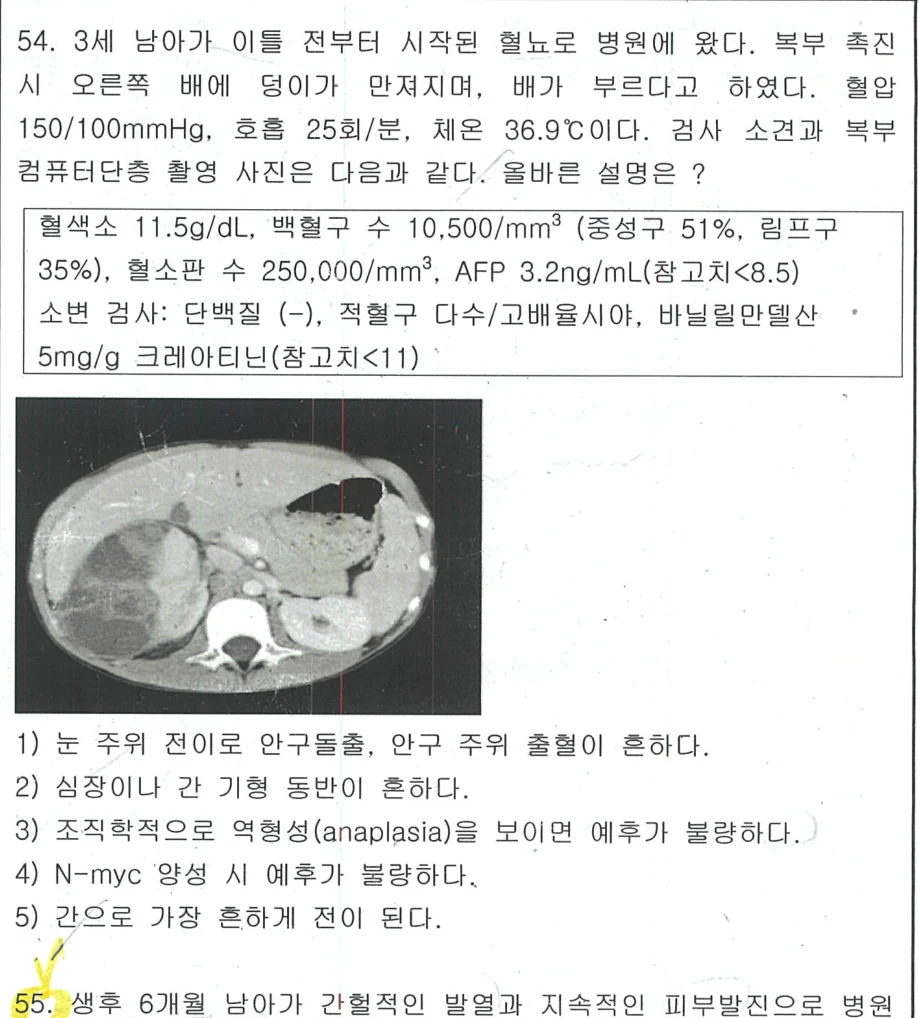 54. 3세 남아가 이틀 전부터 시작된 혈뇨로 병원에 왔다. 복부 촉진
시 오른쪽 배에 덩이가 만져지며, 배가 부르다고 하였다. 혈압
150/100mmHg, 호흡 25회/분, 체온 36.9℃이다. 검사 소견과 복부
컴퓨터단층 촬영 사진은 다음과 같다. 올바른 설명은 ?
혈색소 11.5g/dL, 백혈구 수 10,500/mm³ (중성구 51%, 림프구
35%), 혈소판 수 250,000/mm³, AFP 3.2ng/mL(참고치<8.5)
소변 검사: 단백질 (-), 적혈구 다수/고배율시야, 바닐릴만델산
5mg/g 크레아티닌(참고치<11)
1) 눈 주위 전이로 안구돌출, 안구 주위 출혈이 흔하다.
2) 심장이나 간 기형 동반이 흔하다.
3) 조직학적으로 역형성(anaplasia)을 보이면 예후가 불량하다.
4) N-myc 양성 시 예후가 불량하다.
5) 간으로 가장 흔하게 전이 된다.
55. 생후 6개월 남아가 간헐적인 발열과 지속적인 피부발진으로 병원